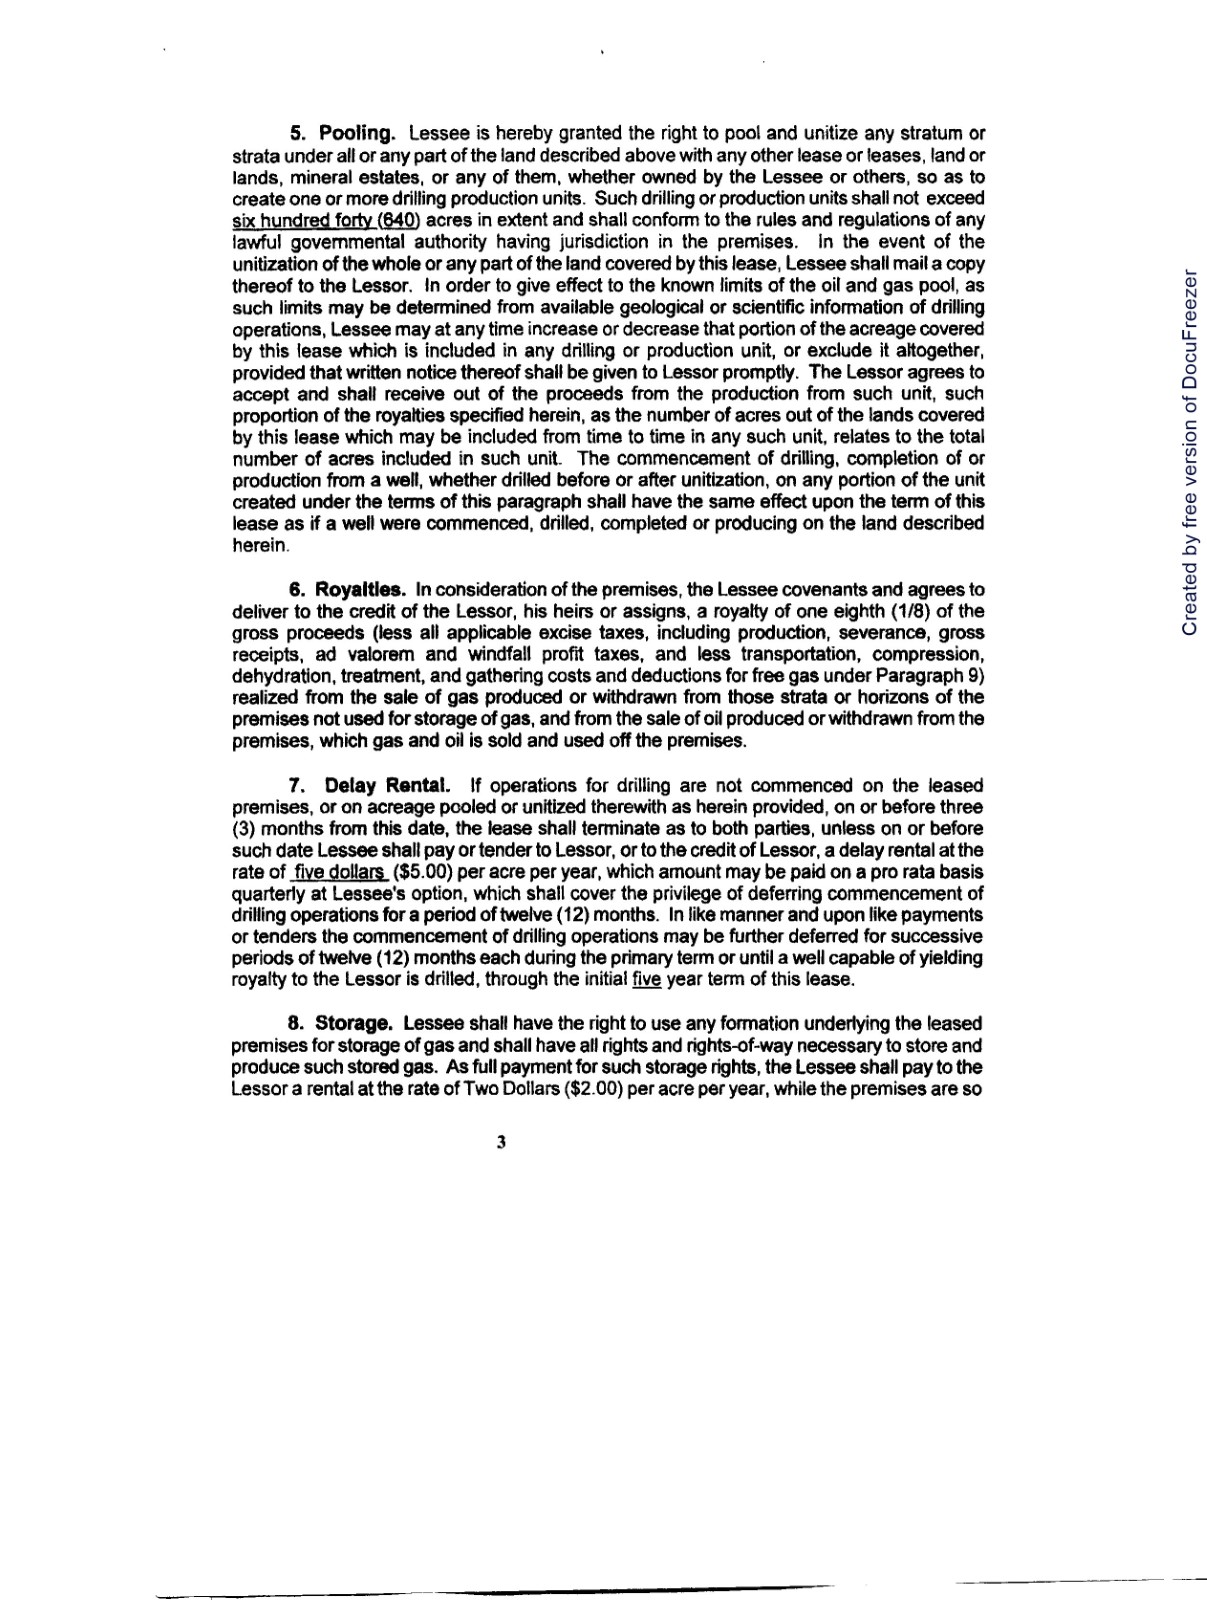 5. Pooling. Lessee is hereby granted the right to pool and unitize any stratum or
strata under all or any part of the land described above with any other lease or leases, land or
lands, mineral estates, or any of them, whether owned by the Lessee or others, so as to
create one or more drilling production units. Such drilling or production units shall not exceed
six hundred forty (640) acres in extent and shall conform to the rules and regulations of any
lawful governmental authority having jurisdiction in the premises. In the event of the
unitization of the whole or any part of the land covered by this lease, Lessee shall mail a copy
thereof to the Lessor. In order to give effect to the known limits of the oil and gas pool, as
such limits may be determined from available geological or scientific information of drilling
operations, Lessee may at any time increase or decrease that portion of the acreage covered
by this lease which is included in any drilling or production unit, or exclude it altogether,
provided that written notice thereof shall be given to Lessor promptly. The Lessor agrees to
accept and shall receive out of the proceeds from the production from such unit, such
proportion of the royalties specified herein, as the number of acres out of the lands covered
by this lease which may be included from time to time in any such unit, relates to the total
number of acres included in such unit. The commencement of drilling, completion of or
production from a well, whether drilled before or after unitization, on any portion of the unit
created under the terms of this paragraph shall have the same effect upon the term of this
lease as if a well were commenced, drilled, completed or producing on the land described
herein.
6. Royalties. In consideration of the premises, the Lessee covenants and agrees to
deliver to the credit of the Lessor, his heirs or assigns, a royalty of one eighth (1/8) of the
gross proceeds (less all applicable excise taxes, including production, severance, gross
receipts, ad valorem and windfall profit taxes, and less transportation, compression,
dehydration, treatment, and gathering costs and deductions for free gas under Paragraph 9)
realized from the sale of gas produced or withdrawn from those strata or horizons of the
premises not used for storage of gas, and from the sale of oil produced or withdrawn from the
premises, which gas and oil is sold and used off the premises.
7. Delay Rental. If operations for drilling are not commenced on the leased
premises, or on acreage pooled or unitized therewith as herein provided, on or before three
(3) months from this date, the lease shall terminate as to both parties, unless on or before
such date Lessee shall pay or tender to Lessor, or to the credit of Lessor, a delay rental at the
rate of five dollars ($5.00) per acre per year, which amount may be paid on a pro rata basis
quarterly at Lessee's option, which shall cover the privilege of deferring commencement of
drilling operations for a period of twelve (12) months. In like manner and upon like payments
or tenders the commencement of drilling operations may be further deferred for successive
periods of twelve (12) months each during the primary term or until a well capable of yielding
royalty to the Lessor is drilled, through the initial five year term of this lease.
8. Storage. Lessee shall have the right to use any formation underlying the leased
premises for storage of gas and shall have all rights and rights-of-way necessary to store and
produce such stored gas. As full payment for such storage rights, the Lessee shall pay to the
Lessor a rental at the rate of Two Dollars ($2.00) per acre per year, while the premises are so
3
Created by free version of DocuFreezer